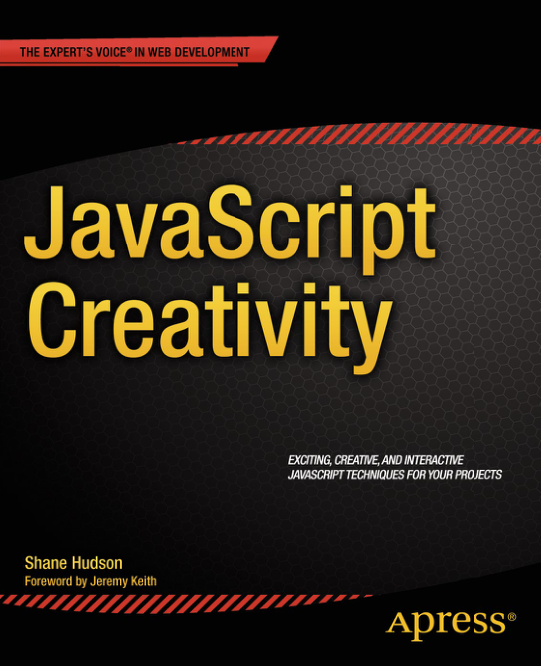 THE EXPERT'S VOICE® IN WEB DEVELOPMENT
JavaScript
Creativity
EXCITING, CREATIVE, AND INTERACTIVE
JAVASCRIPT TECHNIQUES FOR YOUR PROJECTS
Shane Hudson
Foreword by Jeremy Keith
Apress®